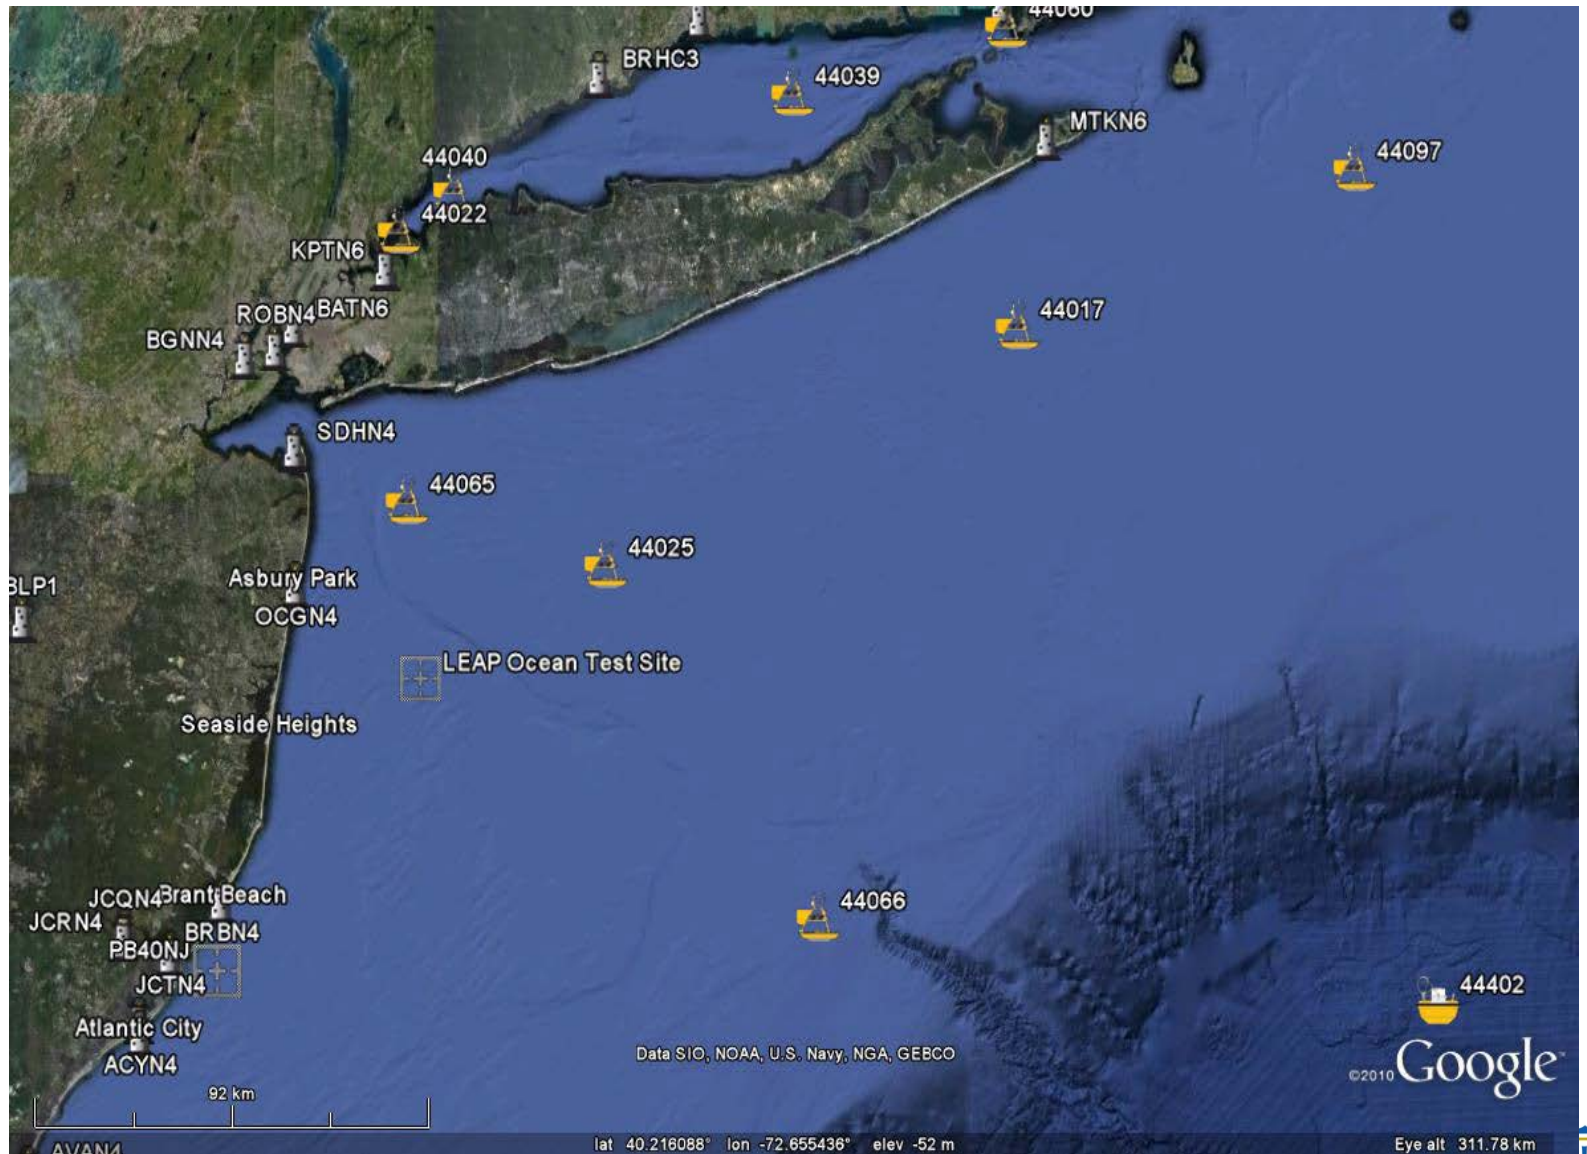 44060
BRHC3
44039
MTKN6
44097
44040
44022
KPTN6
44017
ROBN4
BATN6
BGNN4
SDHN4
44065
44025
Asbury Park
BLP1
OCGN4
LEAP Ocean Test Site
Seaside Heights
JCQN4
Brant Beach
44066
JCRN4
BRBN4
PB40NJ
JCTN4
44402
Atlantic City
Data SIO, NOAA, U.S. Navy, NGA, GEBCO
ACYN4
©2010 Google™
92 km
lat 40.216088° lon -72.655436° elev -52 m
Eye alt 311.78 km
AVAN4